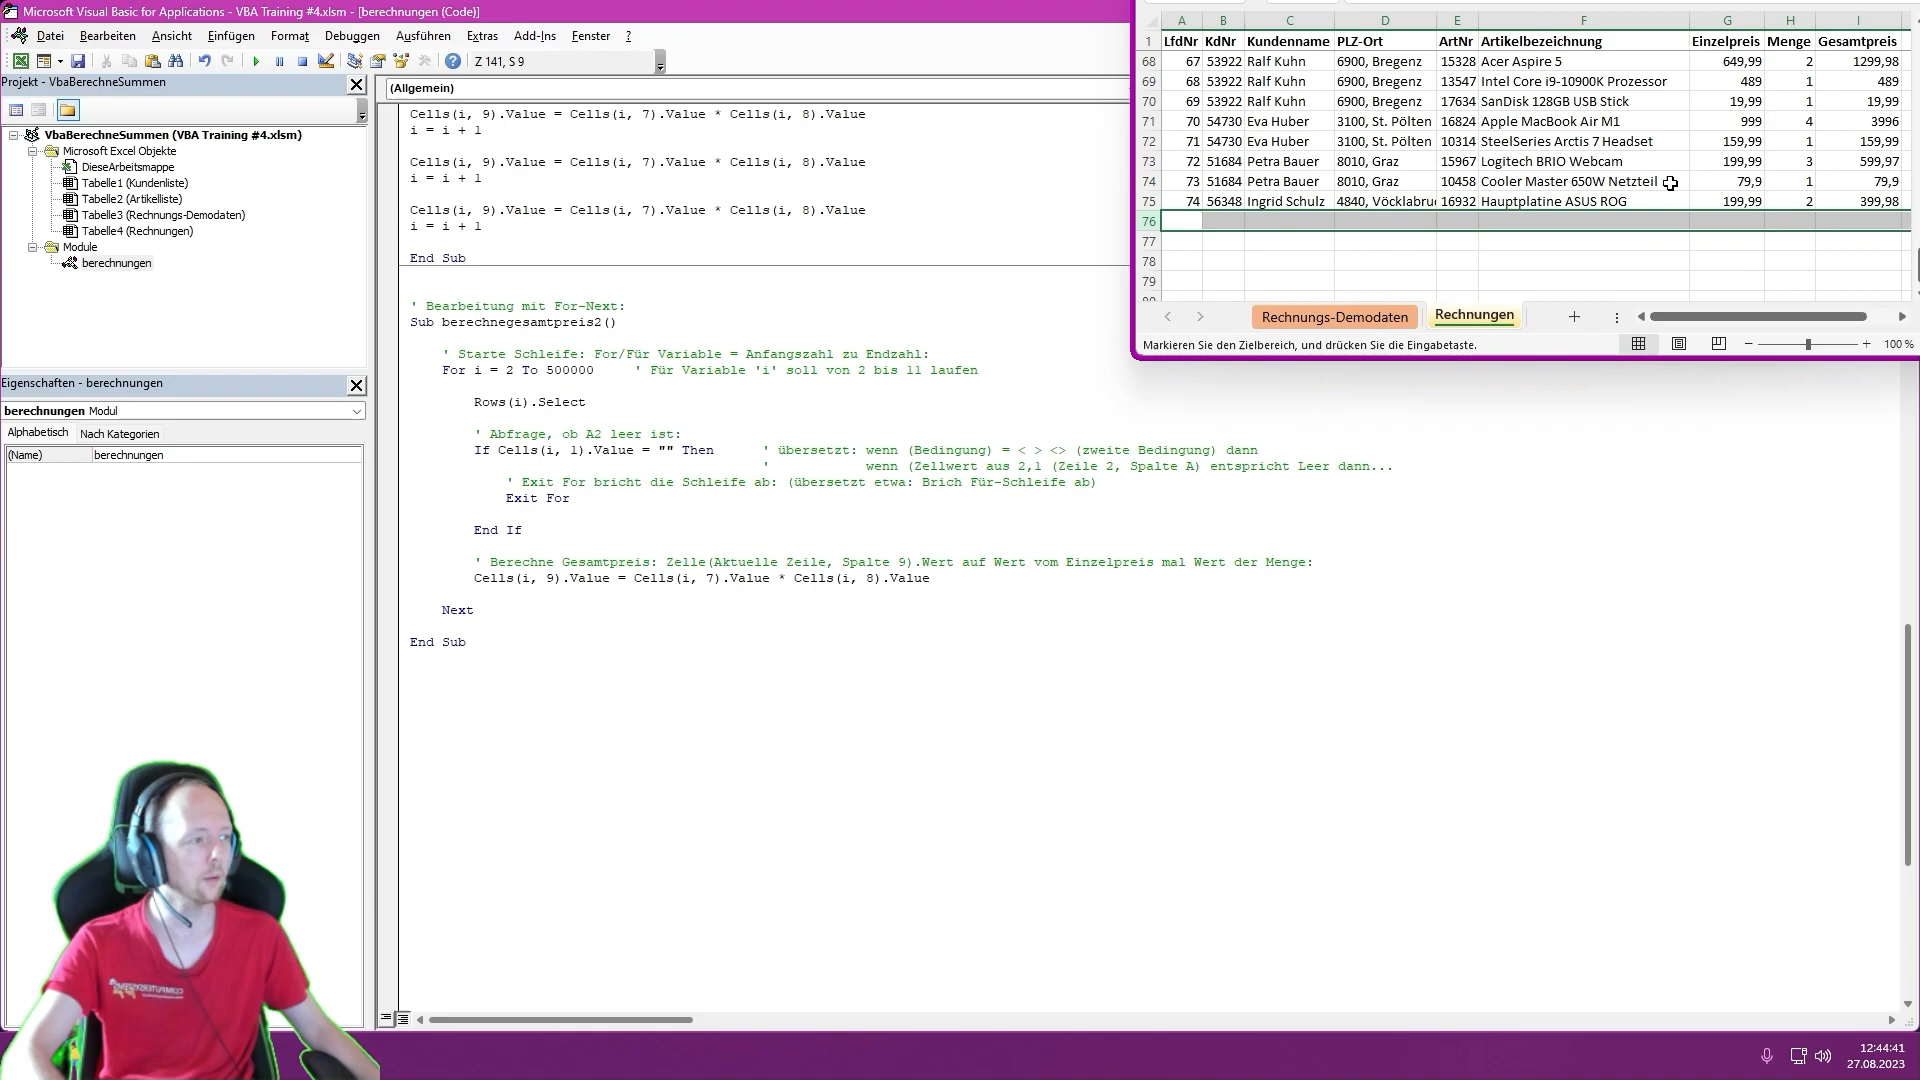 Microsoft Visual Basic for Applications - VBA Training #4.xlsm - [berechnungen (Code)]
Datei Bearbeiten Ansicht Einfügen Format Debuggen Ausführen Extras Add-Ins Fenster ?
Z 141, S 9
Projekt - VbaBerechneSummen
VbaBerechneSummen (VBA Training #4.xlsm)
Microsoft Excel Objekte
DieseArbeitsmappe
Tabelle1 (Kundenliste)
Tabelle2 (Artikelliste)
Tabelle3 (Rechnungs-Demodaten)
Tabelle4 (Rechnungen)
Module
berechnungen
Eigenschaften - berechnungen
berechnungen Modul
Alphabetisch Nach Kategorien
(Name) berechnungen
(Allgemein)
Cells(i, 9).Value = Cells(i, 7).Value * Cells(i, 8).Value
i = i + 1
Cells(i, 9).Value = Cells(i, 7).Value * Cells(i, 8).Value
i = i + 1
Cells(i, 9).Value = Cells(i, 7).Value * Cells(i, 8).Value
i = i + 1
End Sub
' Bearbeitung mit For-Next:
Sub berechnegesamtpreis2()
' Starte Schleife: For/Für Variable = Anfangszahl zu Endzahl:
For i = 2 To 500000 ' Für Variable 'i' soll von 2 bis 11 laufen
Rows(i).Select
' Abfrage, ob A2 leer ist:
If Cells(i, 1).Value = "" Then ' übersetzt: wenn (Bedingung) = < > <> (zweite Bedingung) dann
' wenn (Zellwert aus 2,1 (Zeile 2, Spalte A) entspricht Leer dann...
' Exit For bricht die Schleife ab: (übersetzt etwa: Brich Für-Schleife ab)
Exit For
End If
' Berechne Gesamtpreis: Zelle(Aktuelle Zeile, Spalte 9).Wert auf Wert vom Einzelpreis mal Wert der Menge:
Cells(i, 9).Value = Cells(i, 7).Value * Cells(i, 8).Value
Next
End Sub
A B C D E F G H I
1 LfdNr KdNr Kundenname PLZ-Ort ArtNr Artikelbezeichnung Einzelpreis Menge Gesamtpreis
68 67 53922 Ralf Kuhn 6900, Bregenz 15328 Acer Aspire 5 649,99 2 1299,98
69 68 53922 Ralf Kuhn 6900, Bregenz 13547 Intel Core i9-10900K Prozessor 489 1 489
70 69 53922 Ralf Kuhn 6900, Bregenz 17634 SanDisk 128GB USB Stick 19,99 1 19,99
71 70 54730 Eva Huber 3100, St. Pölten 16824 Apple MacBook Air M1 999 4 3996
72 71 54730 Eva Huber 3100, St. Pölten 10314 SteelSeries Arctis 7 Headset 159,99 1 159,99
73 72 51684 Petra Bauer 8010, Graz 15967 Logitech BRIO Webcam 199,99 3 599,97
74 73 51684 Petra Bauer 8010, Graz 10458 Cooler Master 650W Netzteil 79,9 1 79,9
75 74 56348 Ingrid Schulz 4840, Vöcklabru 16932 Hauptplatine ASUS ROG 199,99 2 399,98
76
77
78
79
Rechnungs-Demodaten Rechnungen
Markieren Sie den Zielbereich, und drücken Sie die Eingabetaste.
100 %
12:44:41
27.08.2023